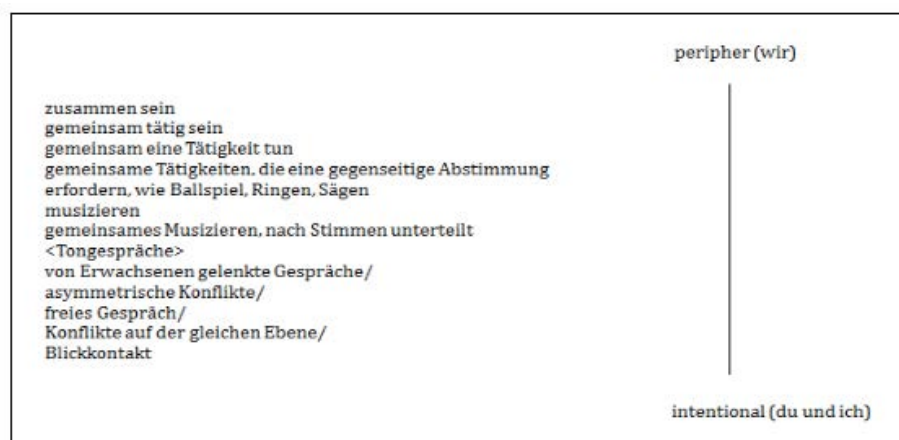 peripher (wir)
zusammen sein
gemeinsam tätig sein
gemeinsam eine Tätigkeit tun
gemeinsame Tätigkeiten, die eine gegenseitige Abstimmung
erfordern, wie Ballspiel, Ringen, Sägen
musizieren
gemeinsames Musizieren, nach Stimmen unterteilt
<Tongespräche>
von Erwachsenen gelenkte Gespräche/
asymmetrische Konflikte/
freies Gespräch/
Konflikte auf der gleichen Ebene/
Blickkontakt
intentional (du und ich)